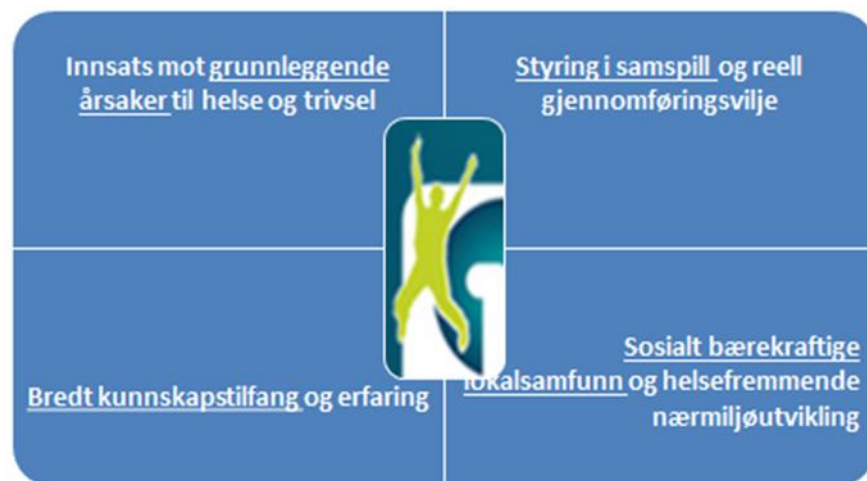 Innsats mot grunnleggende
årsaker til helse og trivsel
Styring i samspill og reell
gjennomføringsvilje
Bredt kunnskapstilfang og erfaring
Sosialt bærekraftige
lokalsamfunn og helsefremmende
nærmiljøutvikling